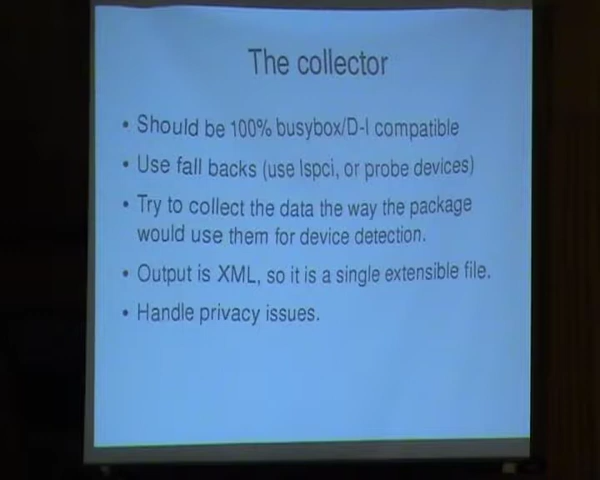 The collector
• Should be 100% busybox/D-I compatible
• Use fall backs (use lspci, or probe devices)
• Try to collect the data the way the package
would use them for device detection.
• Output is XML, so it is a single extensible file.
• Handle privacy issues.